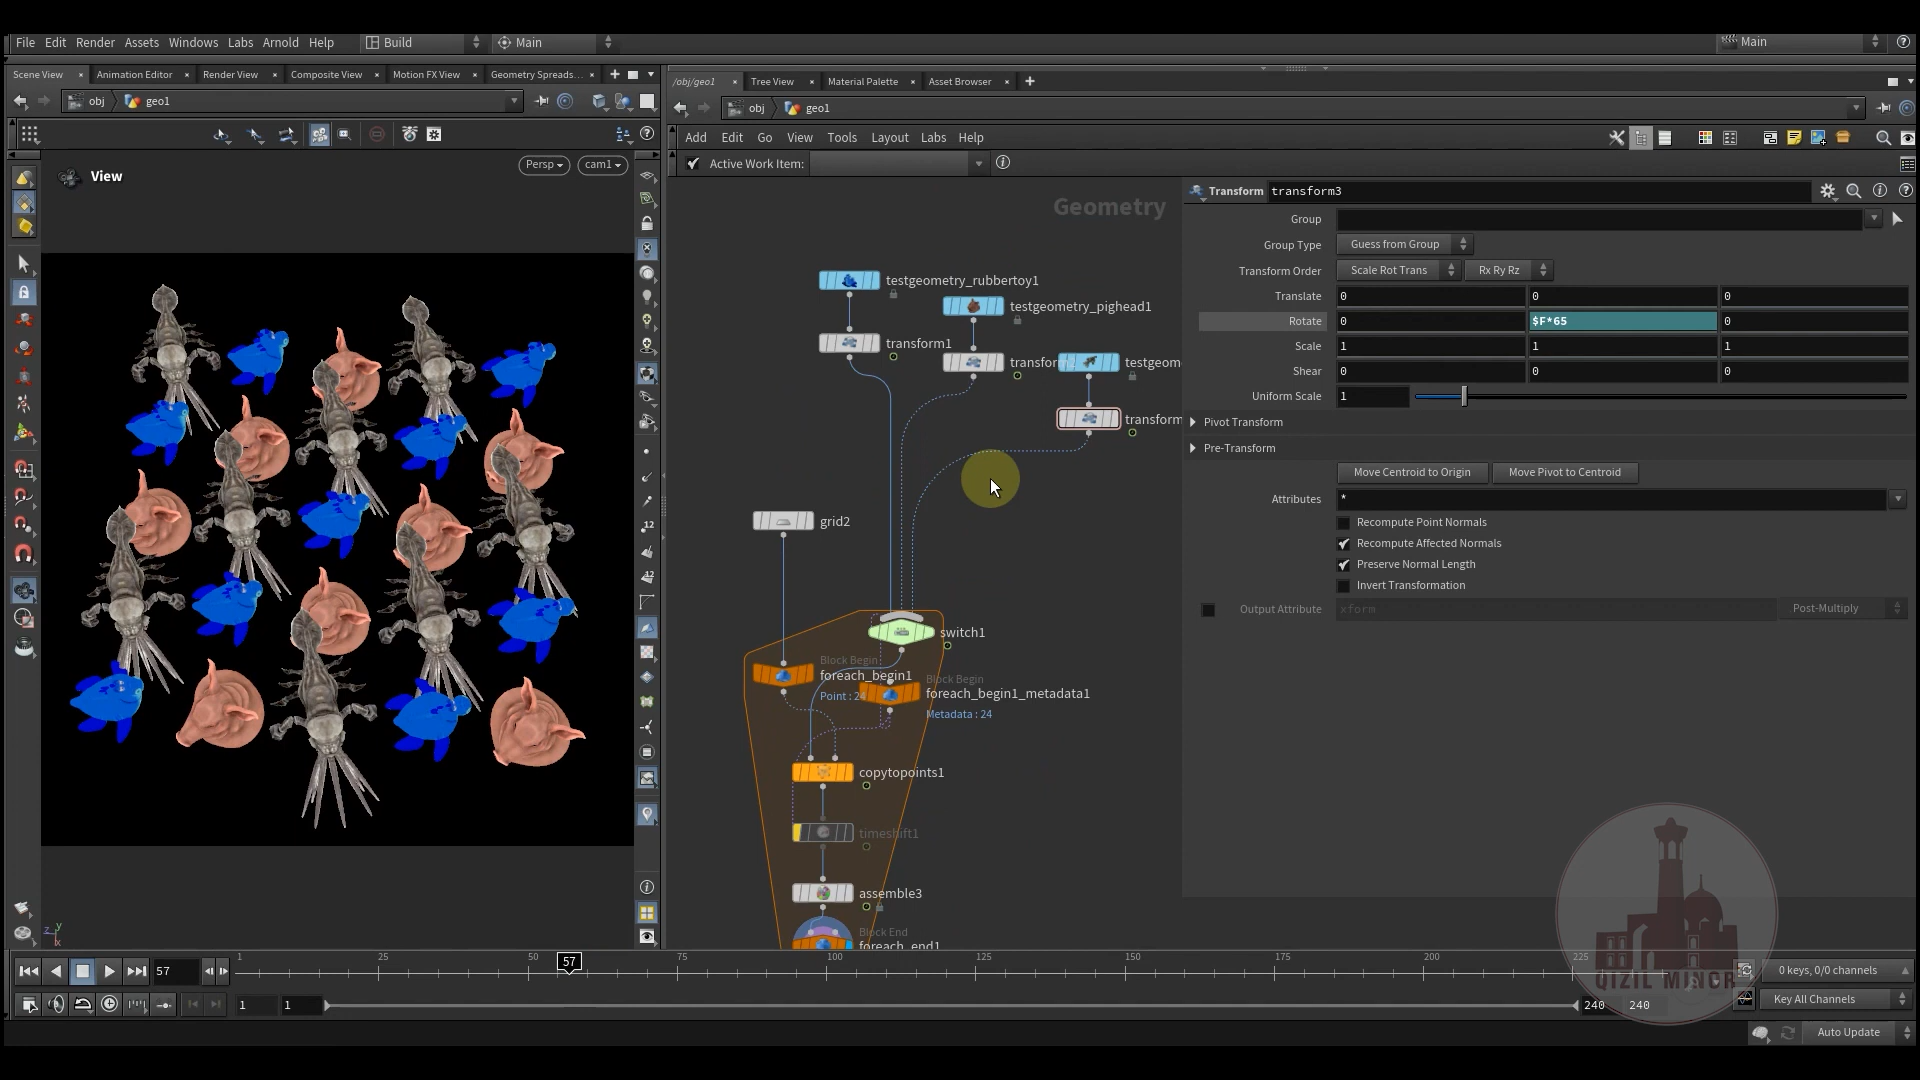 File Edit Render Assets Windows Labs Arnold Help Build Main Main
Scene View Animation Editor Render View Composite View Motion FX View Geometry Spreads...
obj geo1
Persp cam1
View
/obj/geo1 Tree View Material Palette Asset Browser
obj geo1
Add Edit Go View Tools Layout Labs Help
Active Work Item:
Geometry
testgeometry_rubbertoy1
testgeometry_pighead1
transform1
transform
testgeom
transform
grid2
switch1
Block Begin
foreach_begin1
Point : 24
Block Begin
foreach_begin1_metadata1
Metadata : 24
copytopoints1
timeshift1
assemble3
Block End
foreach_end1
Transform transform3
Group
Group Type Guess from Group
Transform Order Scale Rot Trans Rx Ry Rz
Translate 0 0 0
Rotate 0 $F*65 0
Scale 1 1 1
Shear 0 0 0
Uniform Scale 1
Pivot Transform
Pre-Transform
Move Centroid to Origin Move Pivot to Centroid
Attributes *
Recompute Point Normals
Recompute Affected Normals
Preserve Normal Length
Invert Transformation
Output Attribute xform Post-Multiply
12
12
z y x
57
1 25 50 57 75 100 125 150 175 200 225
0 keys, 0/0 channels
1 1 240 240
Key All Channels
Auto Update
QIZIL MINOR